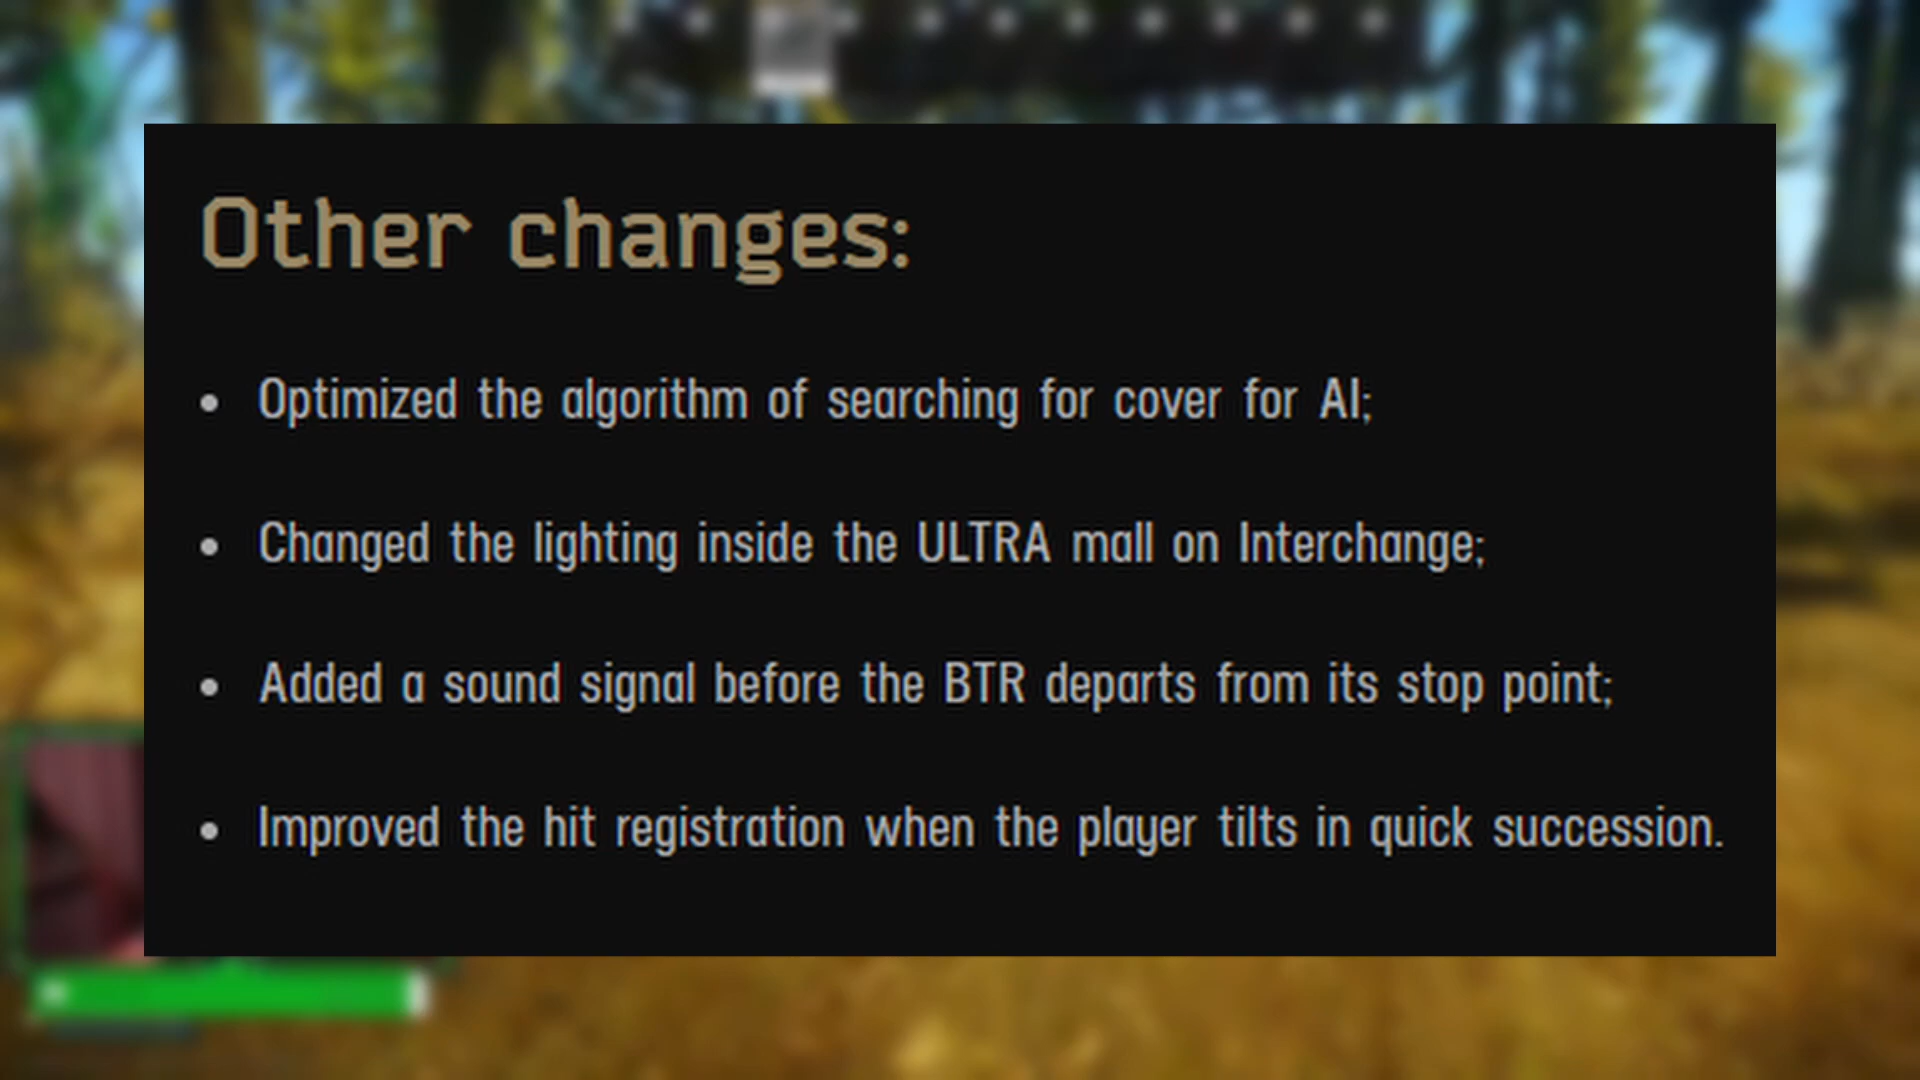 Other changes:
• Optimized the algorithm of searching for cover for AI;
• Changed the lighting inside the ULTRA mall on Interchange;
• Added a sound signal before the BTR departs from its stop point;
• Improved the hit registration when the player tilts in quick succession.